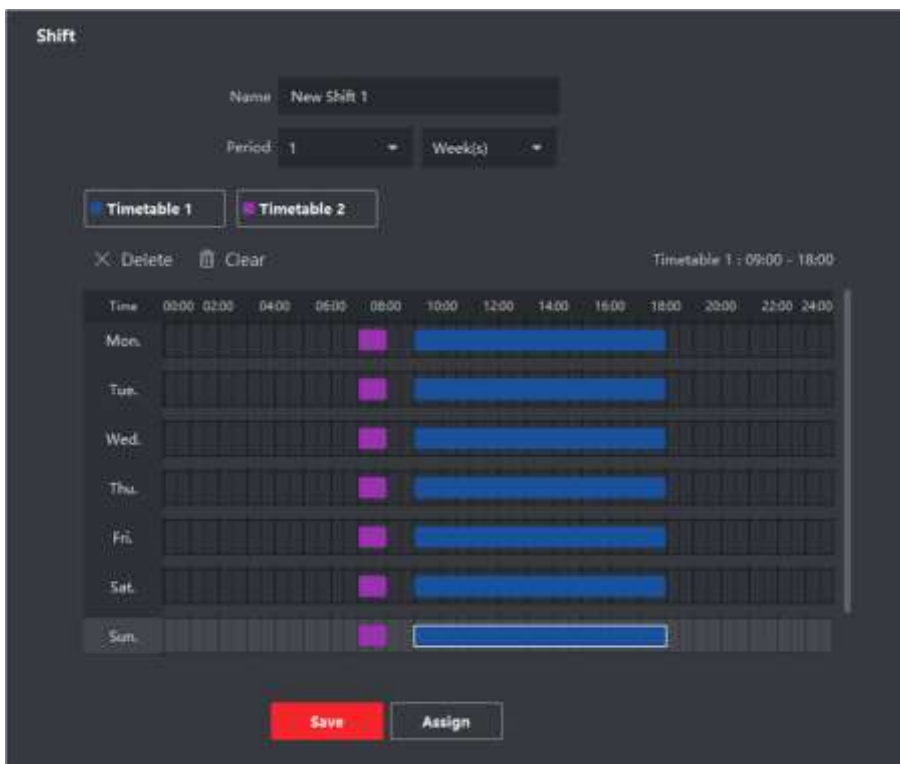 Shift
Name New Shift 1
Period 1 Week(s)
Timetable 1 Timetable 2
Delete Clear Timetable 1 : 09:00 - 18:00
Time 00:00 02:00 04:00 06:00 08:00 10:00 12:00 14:00 16:00 18:00 20:00 22:00 24:00
Mon.
Tue.
Wed.
Thu.
Fri.
Sat.
Sun.
Save Assign